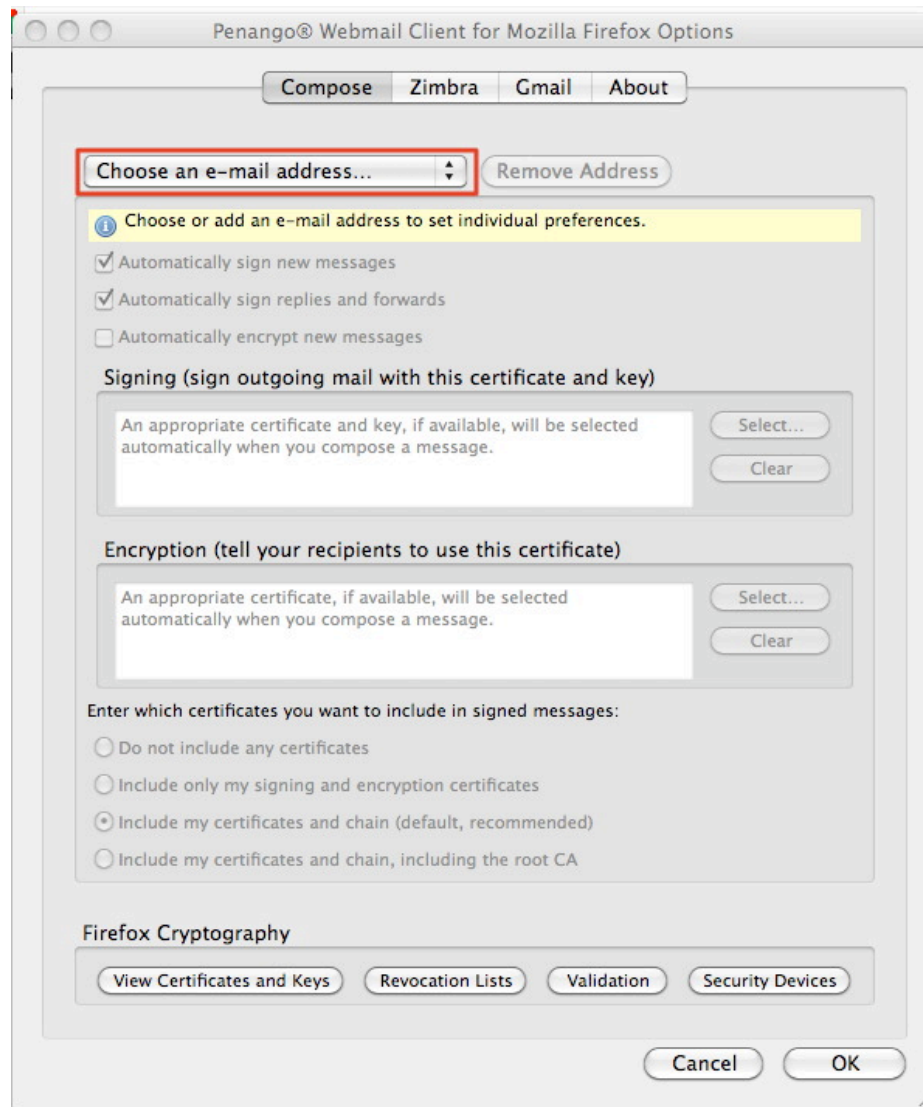 Penango® Webmail Client for Mozilla Firefox Options
Compose Zimbra Gmail About
Choose an e-mail address... Remove Address
Choose or add an e-mail address to set individual preferences.
Automatically sign new messages
Automatically sign replies and forwards
Automatically encrypt new messages
Signing (sign outgoing mail with this certificate and key)
An appropriate certificate and key, if available, will be selected
automatically when you compose a message.
Select...
Clear
Encryption (tell your recipients to use this certificate)
An appropriate certificate, if available, will be selected
automatically when you compose a message.
Select...
Clear
Enter which certificates you want to include in signed messages:
Do not include any certificates
Include only my signing and encryption certificates
Include my certificates and chain (default, recommended)
Include my certificates and chain, including the root CA
Firefox Cryptography
View Certificates and Keys Revocation Lists Validation Security Devices
Cancel OK